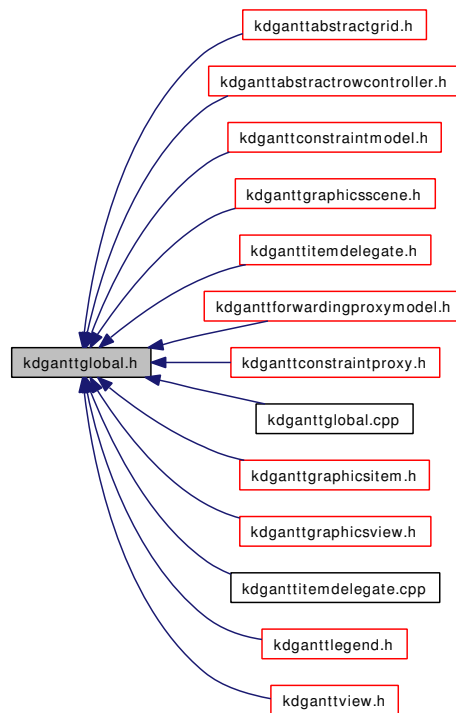 kdganttabstractgrid.h
kdganttabstractrowcontroller.h
kdganttconstraintmodel.h
kdganttgraphicsscene.h
kdganttitemdelegate.h
kdganttforwardingproxymodel.h
kdganttglobal.h
kdganttconstraintproxy.h
kdganttglobal.cpp
kdganttgraphicsitem.h
kdganttgraphicsview.h
kdganttitemdelegate.cpp
kdganttlegend.h
kdganttview.h